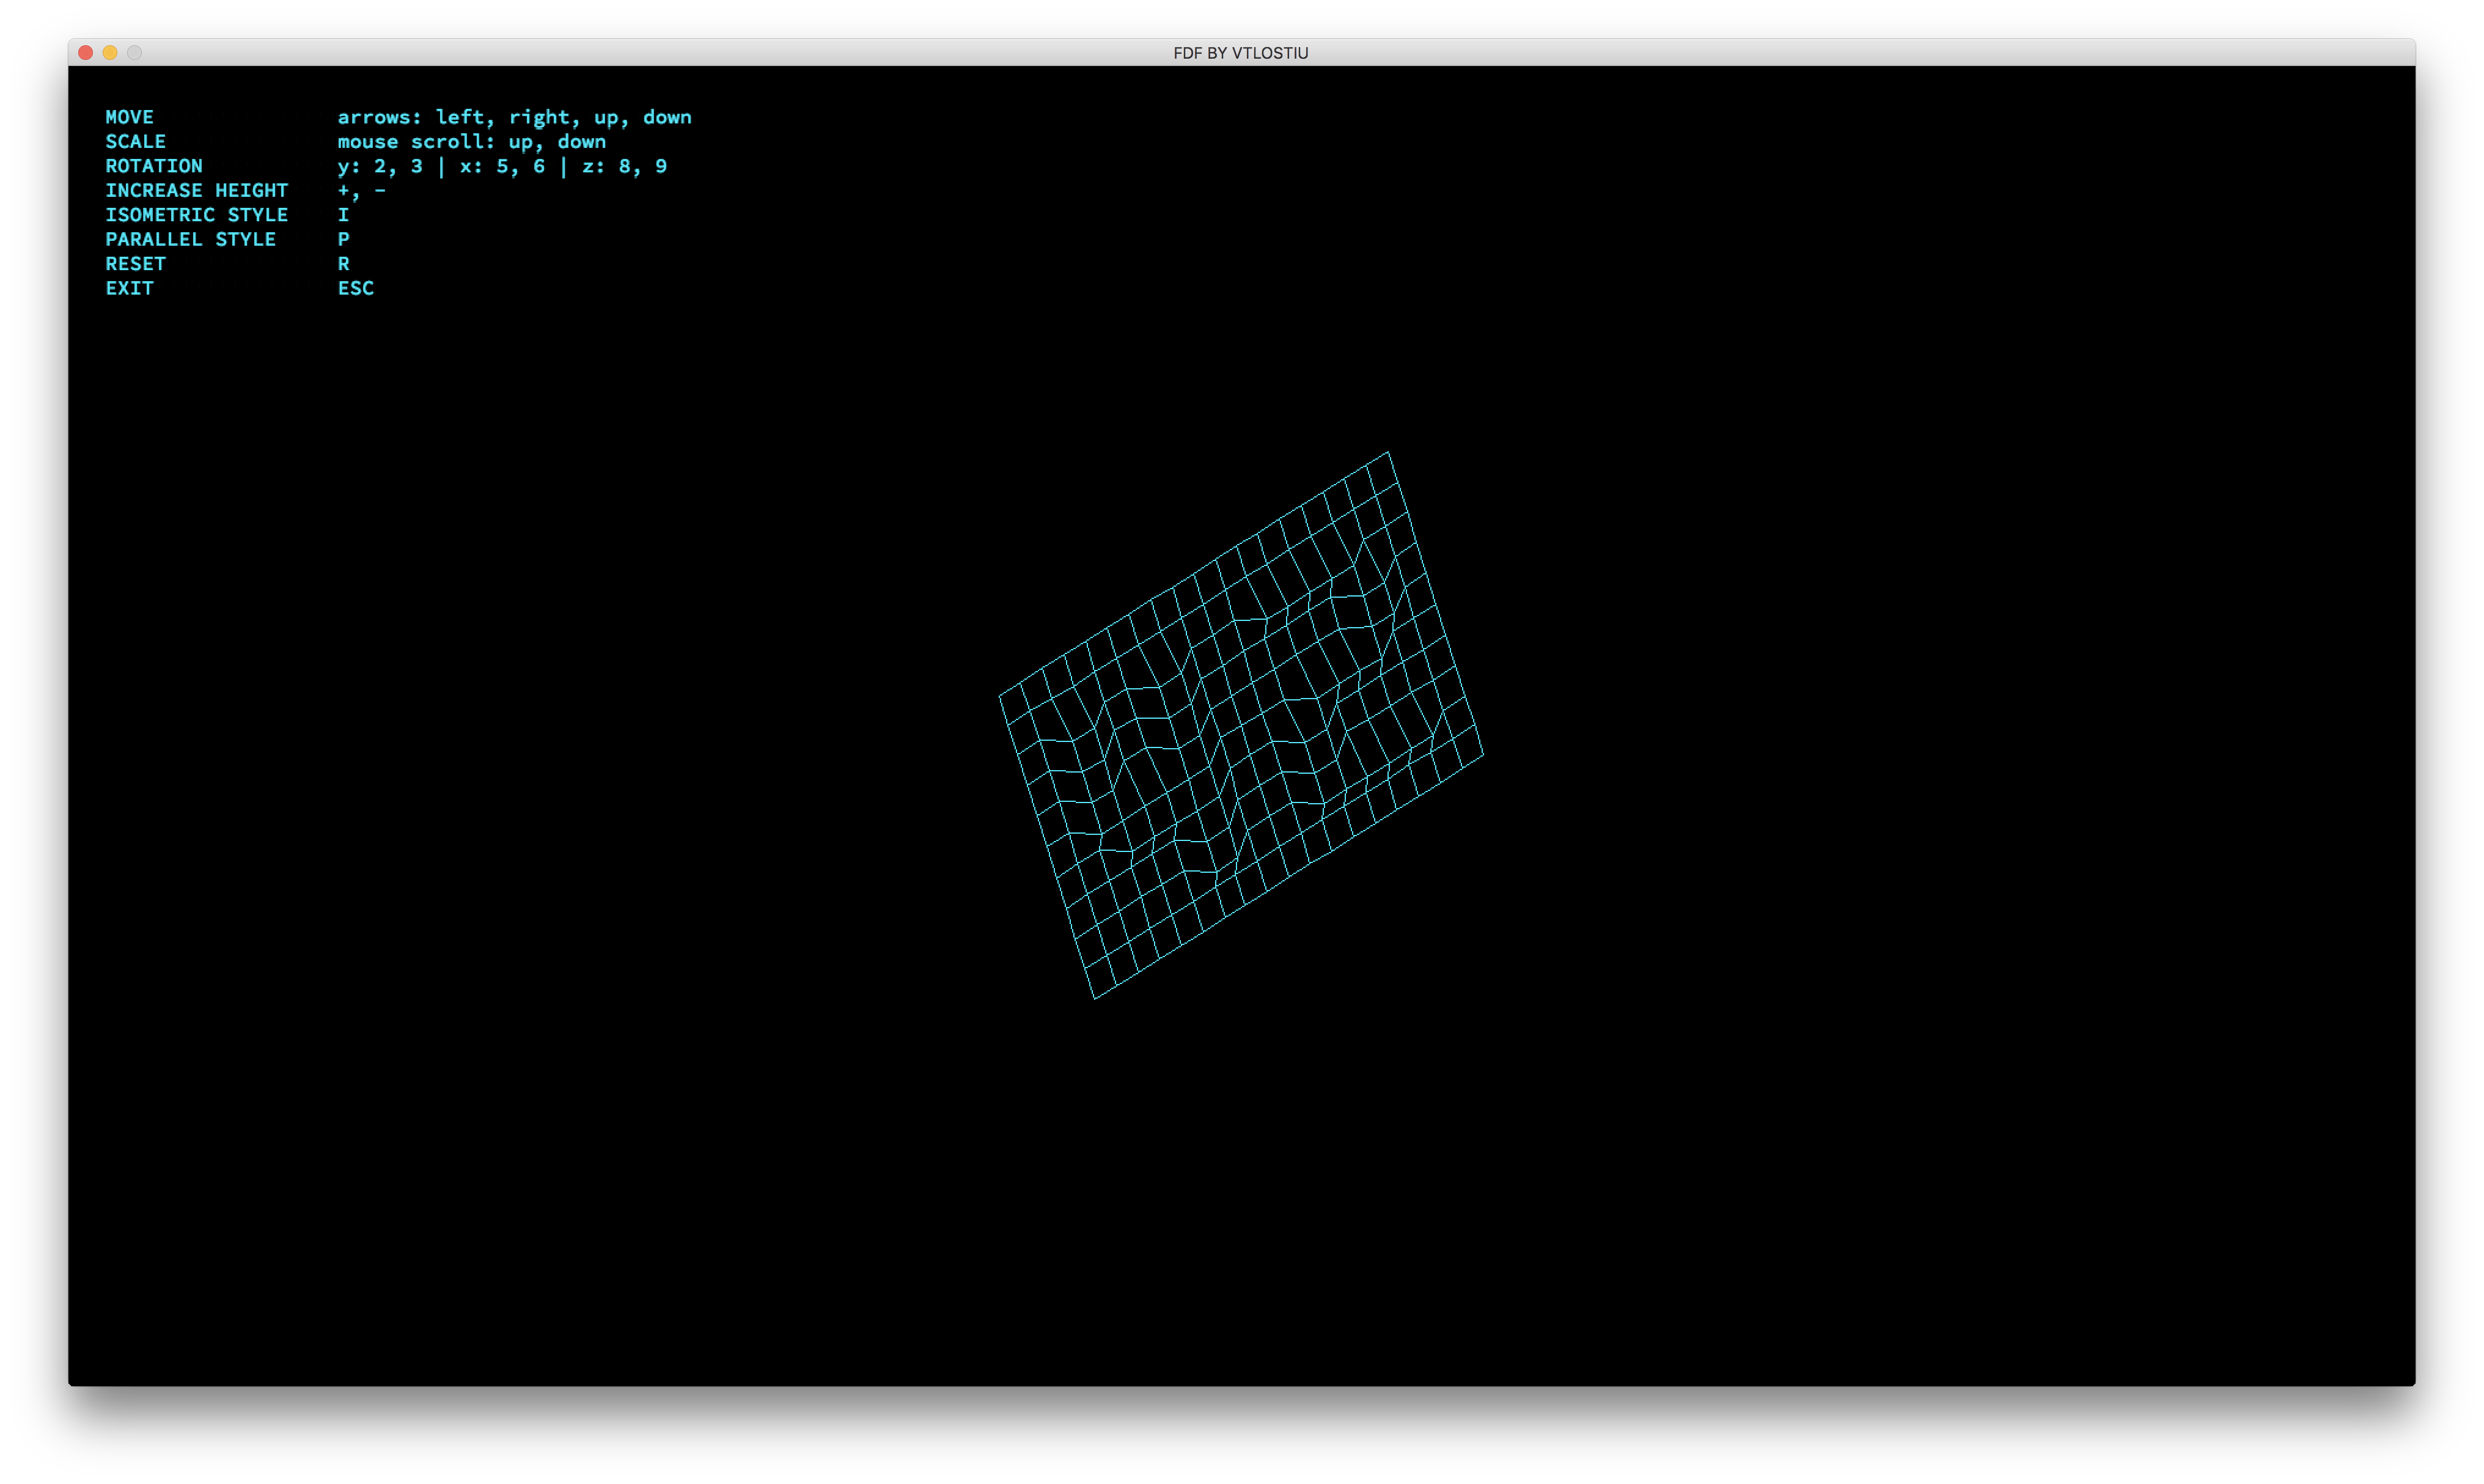 FDF BY VTLOSTIU
MOVE arrows: left, right, up, down
SCALE mouse scroll: up, down
ROTATION y: 2, 3 | x: 5, 6 | z: 8, 9
INCREASE HEIGHT +, -
ISOMETRIC STYLE I
PARALLEL STYLE P
RESET R
EXIT ESC